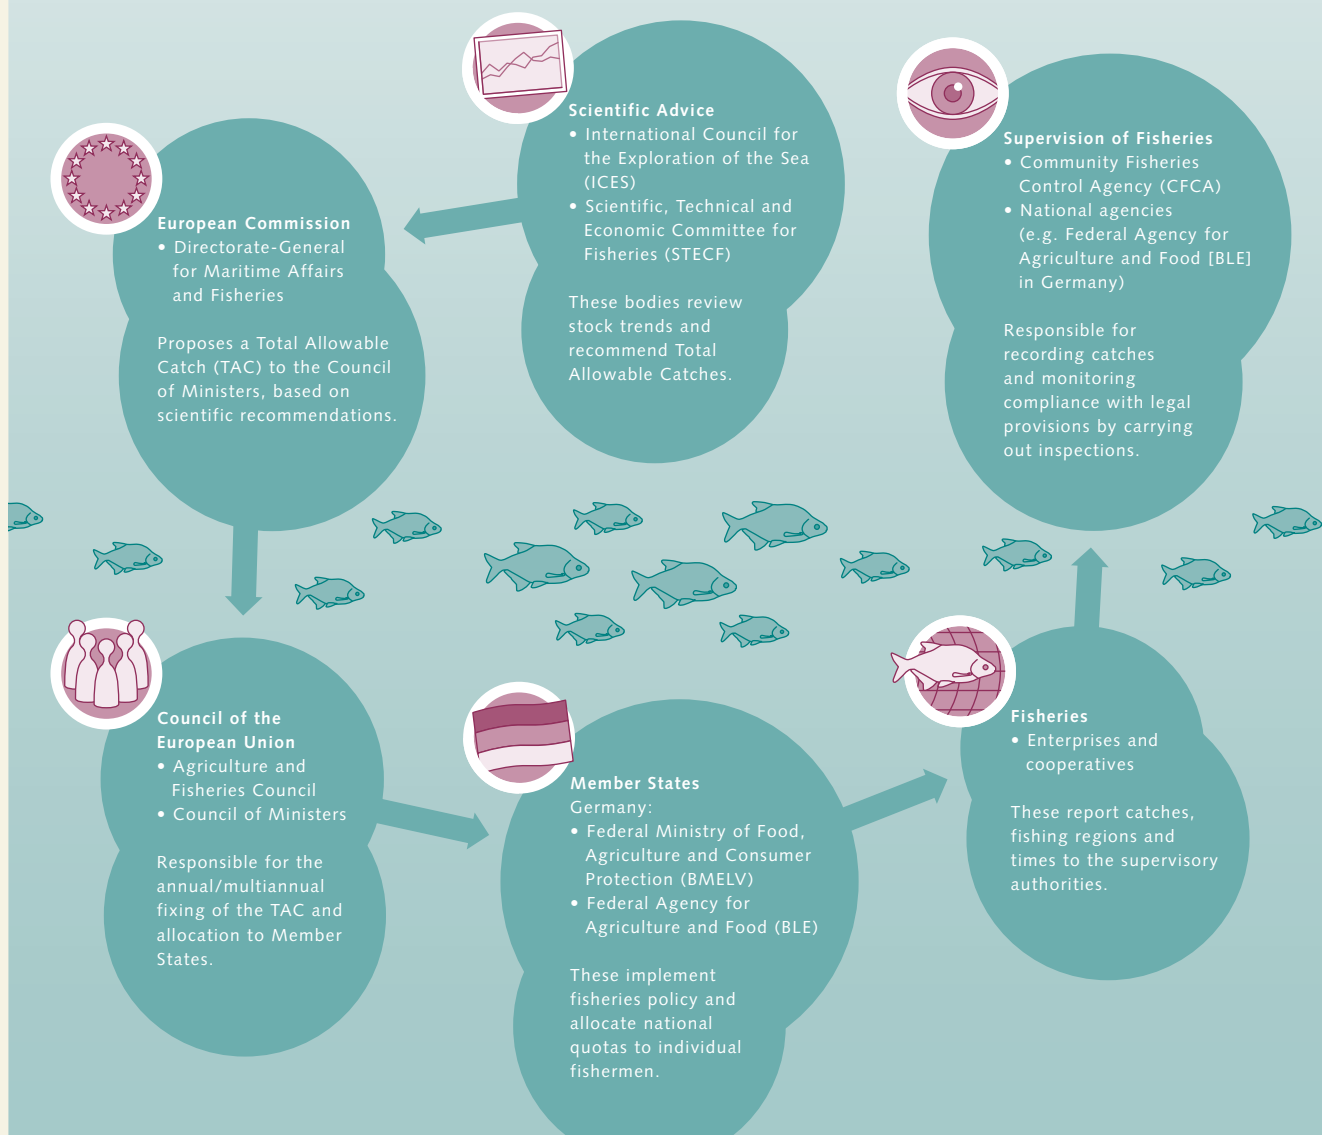 Scientific Advice
• International Council for
the Exploration of the Sea
(ICES)
• Scientific, Technical and
Economic Committee for
Fisheries (STECF)
These bodies review
stock trends and
recommend Total
Allowable Catches.
Supervision of Fisheries
• Community Fisheries
Control Agency (CFCA)
• National agencies
(e.g. Federal Agency for
Agriculture and Food [BLE]
in Germany)
Responsible for
recording catches
and monitoring
compliance with legal
provisions by carrying
out inspections.
European Commission
• Directorate-General
for Maritime Affairs
and Fisheries
Proposes a Total Allowable
Catch (TAC) to the Council
of Ministers, based on
scientific recommendations.
Council of the
European Union
• Agriculture and
Fisheries Council
• Council of Ministers
Responsible for the
annual/multiannual
fixing of the TAC and
allocation to Member
States.
Member States
Germany:
• Federal Ministry of Food,
Agriculture and Consumer
Protection (BMELV)
• Federal Agency for
Agriculture and Food (BLE)
These implement
fisheries policy and
allocate national
quotas to individual
fishermen.
Fisheries
• Enterprises and
cooperatives
These report catches,
fishing regions and
times to the supervisory
authorities.